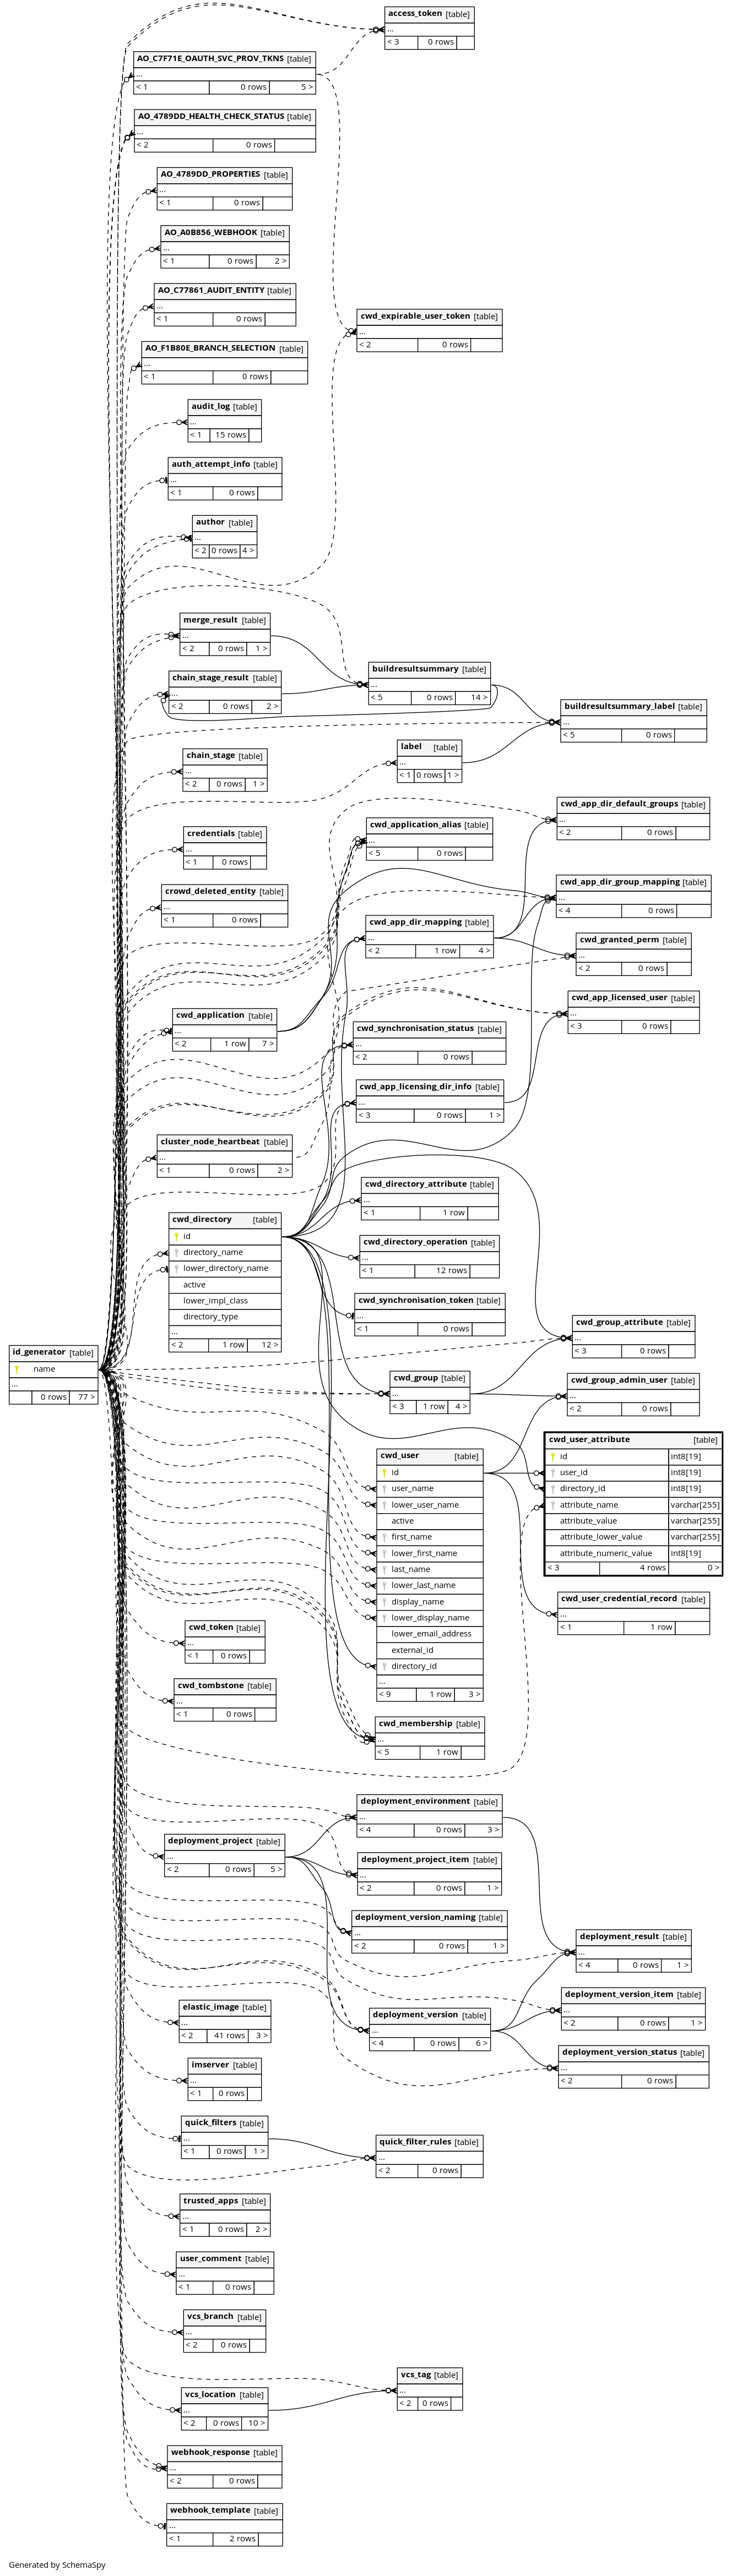 access_token [table]
...
< 3 0 rows
AO_C7F71E_OAUTH_SVC_PROV_TKNS [table]
...
< 1 0 rows 5 >
AO_4789DD_HEALTH_CHECK_STATUS [table]
...
< 2 0 rows
AO_4789DD_PROPERTIES [table]
...
< 1 0 rows
AO_A0B856_WEBHOOK [table]
...
< 1 0 rows 2 >
AO_C77861_AUDIT_ENTITY [table]
...
< 1 0 rows
cwd_expirable_user_token [table]
...
< 2 0 rows
AO_F1B80E_BRANCH_SELECTION [table]
...
< 1 0 rows
audit_log [table]
...
< 1 15 rows
auth_attempt_info [table]
...
< 1 0 rows
author [table]
...
< 2 0 rows 4 >
merge_result [table]
...
< 2 0 rows 1 >
buildresultsummary [table]
...
< 5 0 rows 14 >
chain_stage_result [table]
...
< 2 0 rows 2 >
buildresultsummary_label [table]
...
< 5 0 rows
label [table]
...
< 1 0 rows 1 >
chain_stage [table]
...
< 2 0 rows 1 >
cwd_app_dir_default_groups [table]
...
< 2 0 rows
cwd_application_alias [table]
...
< 5 0 rows
credentials [table]
...
< 1 0 rows
cwd_app_dir_group_mapping [table]
...
< 4 0 rows
crowd_deleted_entity [table]
...
< 1 0 rows
cwd_app_dir_mapping [table]
...
< 2 1 row 4 >
cwd_granted_perm [table]
...
< 2 0 rows
cwd_app_licensed_user [table]
...
< 3 0 rows
cwd_application [table]
...
< 2 1 row 7 >
cwd_synchronisation_status [table]
...
< 2 0 rows
cwd_app_licensing_dir_info [table]
...
< 3 0 rows 1 >
cluster_node_heartbeat [table]
...
< 1 0 rows 2 >
cwd_directory_attribute [table]
...
< 1 1 row
cwd_directory [table]
id
directory_name
lower_directory_name
active
lower_impl_class
directory_type
...
< 2 1 row 12 >
cwd_directory_operation [table]
...
< 1 12 rows
cwd_synchronisation_token [table]
...
< 1 0 rows
cwd_group_attribute [table]
...
< 3 0 rows
id_generator [table]
name
...
0 rows 77 >
cwd_group [table]
...
< 3 1 row 4 >
cwd_group_admin_user [table]
...
< 2 0 rows
cwd_user_attribute [table]
id int8[19]
user_id int8[19]
directory_id int8[19]
attribute_name varchar[255]
attribute_value varchar[255]
attribute_lower_value varchar[255]
attribute_numeric_value int8[19]
< 3 4 rows 0 >
cwd_user [table]
id
user_name
lower_user_name
active
first_name
lower_first_name
last_name
lower_last_name
display_name
lower_display_name
lower_email_address
external_id
directory_id
...
< 9 1 row 3 >
cwd_user_credential_record [table]
...
< 1 1 row
cwd_token [table]
...
< 1 0 rows
cwd_tombstone [table]
...
< 1 0 rows
cwd_membership [table]
...
< 5 1 row
deployment_environment [table]
...
< 4 0 rows 3 >
deployment_project [table]
...
< 2 0 rows 5 >
deployment_project_item [table]
...
< 2 0 rows 1 >
deployment_version_naming [table]
...
< 2 0 rows 1 >
deployment_result [table]
...
< 4 0 rows 1 >
deployment_version_item [table]
...
< 2 0 rows 1 >
elastic_image [table]
...
< 2 41 rows 3 >
deployment_version [table]
...
< 4 0 rows 6 >
deployment_version_status [table]
...
< 2 0 rows
imserver [table]
...
< 1 0 rows
quick_filters [table]
...
< 1 0 rows 1 >
quick_filter_rules [table]
...
< 2 0 rows
trusted_apps [table]
...
< 1 0 rows 2 >
user_comment [table]
...
< 1 0 rows
vcs_branch [table]
...
< 2 0 rows
vcs_tag [table]
...
< 2 0 rows
vcs_location [table]
...
< 2 0 rows 10 >
webhook_response [table]
...
< 2 0 rows
webhook_template [table]
...
< 1 2 rows
Generated by SchemaSpy